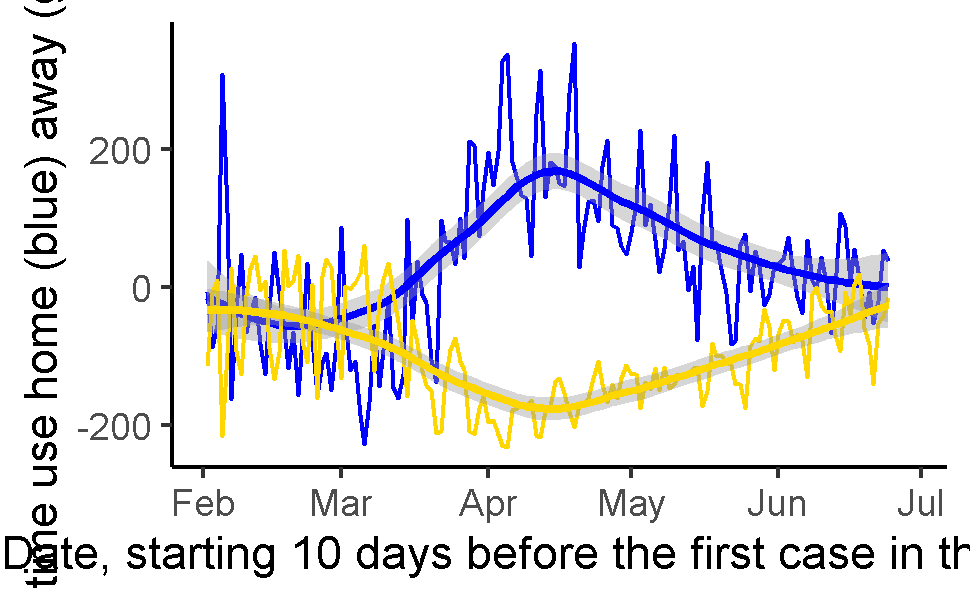 time use home (blue) away (
200
0
-200
Feb Mar Apr May Jun Jul
Date, starting 10 days before the first case in th